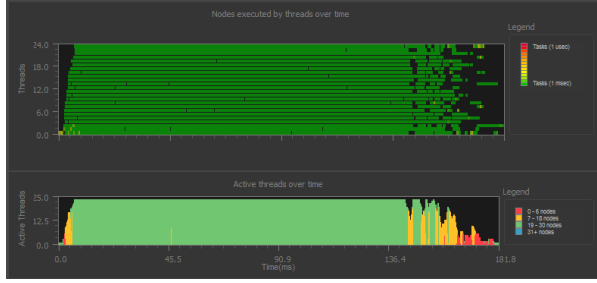 Nodes executed by threads over time
Legend
24.0
18.0
12.0
6.0
0.0
Threads
Tasks (1 usec)
Tasks (1 msec)
Active threads over time
Legend
25.0
12.5
0.0
Active Threads
0 - 6 nodes
7 - 18 nodes
19 - 30 nodes
31+ nodes
0.0 45.5 90.9 136.4 181.8
Time(ms)